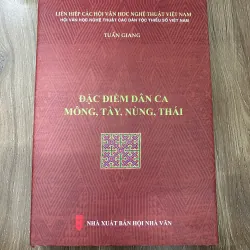 LIÊN HIỆP CÁC HỘI VĂN HỌC NGHỆ THUẬT VIỆT NAM
HỘI VĂN HỌC NGHỆ THUẬT CÁC DÂN TỘC THIỂU SỐ VIỆT NAM
TUẤN GIANG
ĐẶC ĐIỂM DÂN CA
MÔNG, TÀY, NÙNG, THÁI
NHÀ XUẤT BẢN HỘI NHÀ VĂN